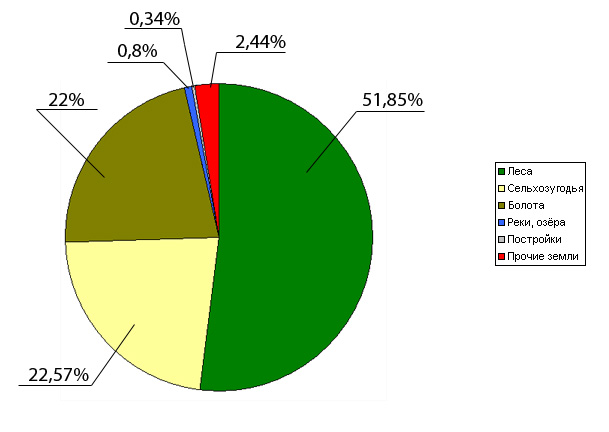 0,34%
2,44%
0,8%
51,85%
22%
22,57%
Леса
Сельхозугодья
Болота
Реки, озёра
Постройки
Прочие земли